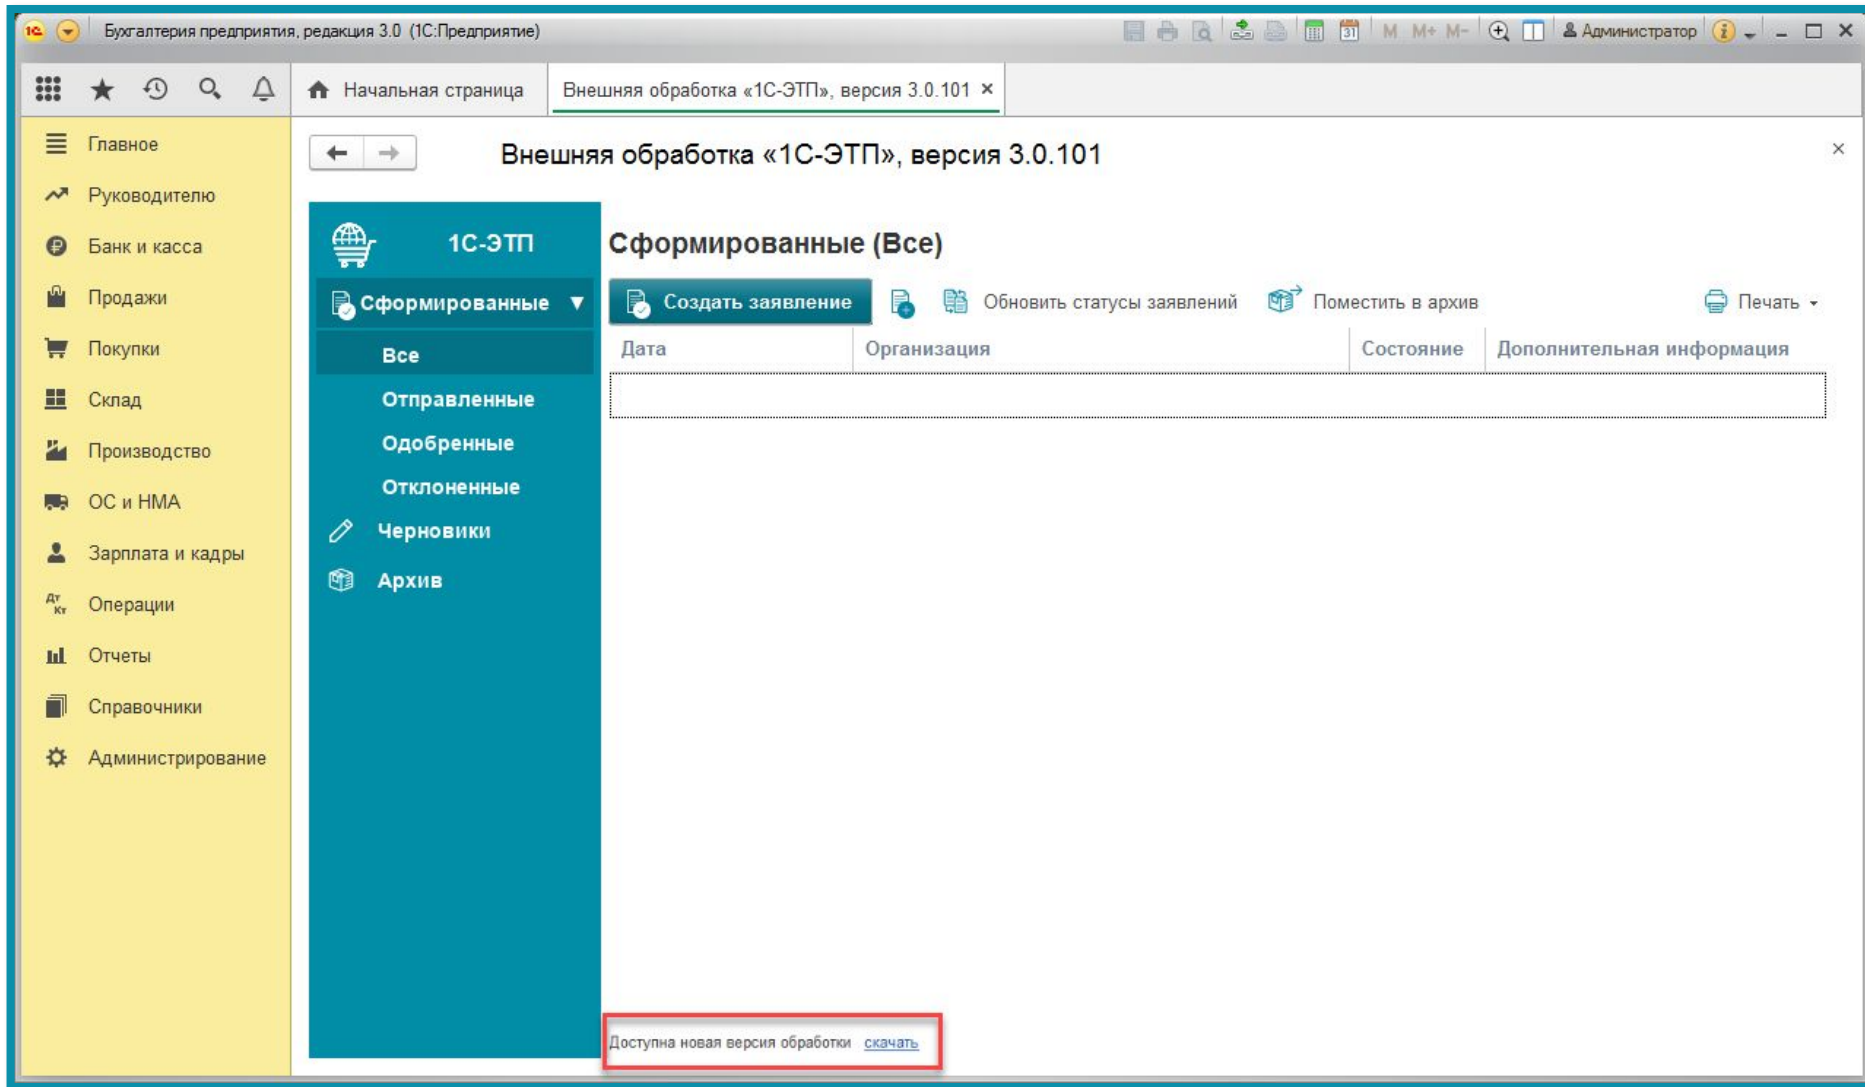 Бухгалтерия предприятия, редакция 3.0 (1С:Предприятие)
M M+ M-
Администратор
Начальная страница
Внешняя обработка «1С-ЭТП», версия 3.0.101 ×
Главное
Руководителю
Банк и касса
Продажи
Покупки
Склад
Производство
ОС и НМА
Зарплата и кадры
Дт Кт Операции
Отчеты
Справочники
Администрирование
Внешняя обработка «1С-ЭТП», версия 3.0.101
1С-ЭТП
Сформированные
Все
Отправленные
Одобренные
Отклоненные
Черновики
Архив
Сформированные (Все)
Создать заявление
Обновить статусы заявлений
Поместить в архив
Печать
Дата Организация Состояние Дополнительная информация
Доступна новая версия обработки скачать